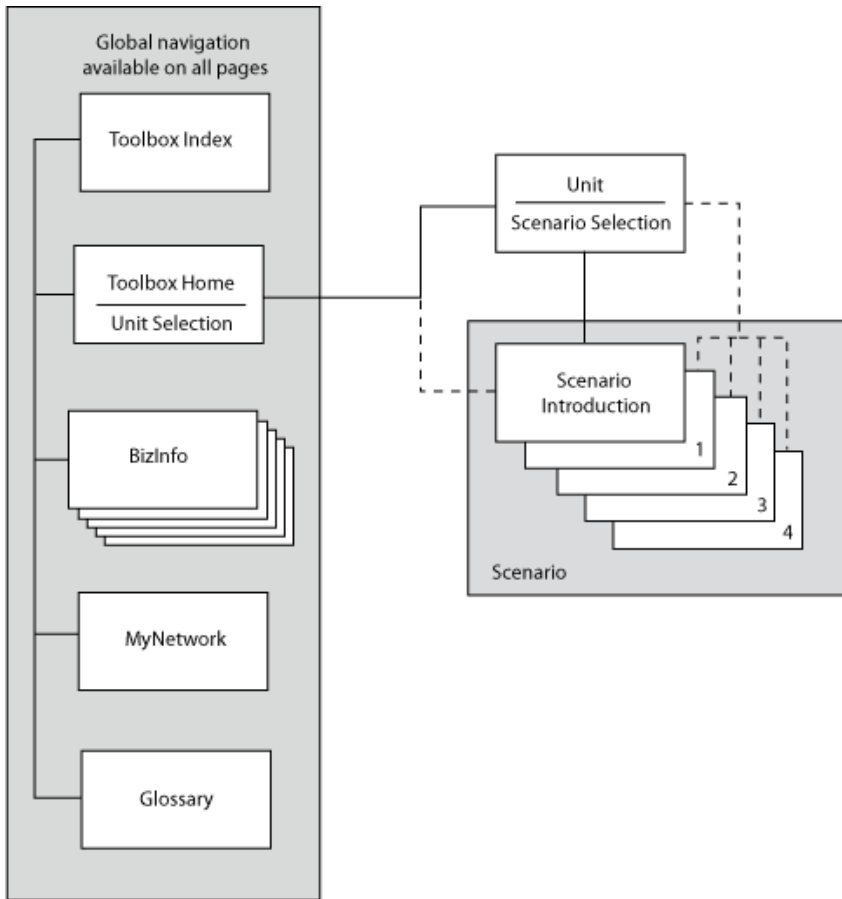 Global navigation
available on all pages
Toolbox Index
Toolbox Home
Unit Selection
BizInfo
MyNetwork
Glossary
Unit
Scenario Selection
Scenario
Introduction
1
2
3
4
Scenario